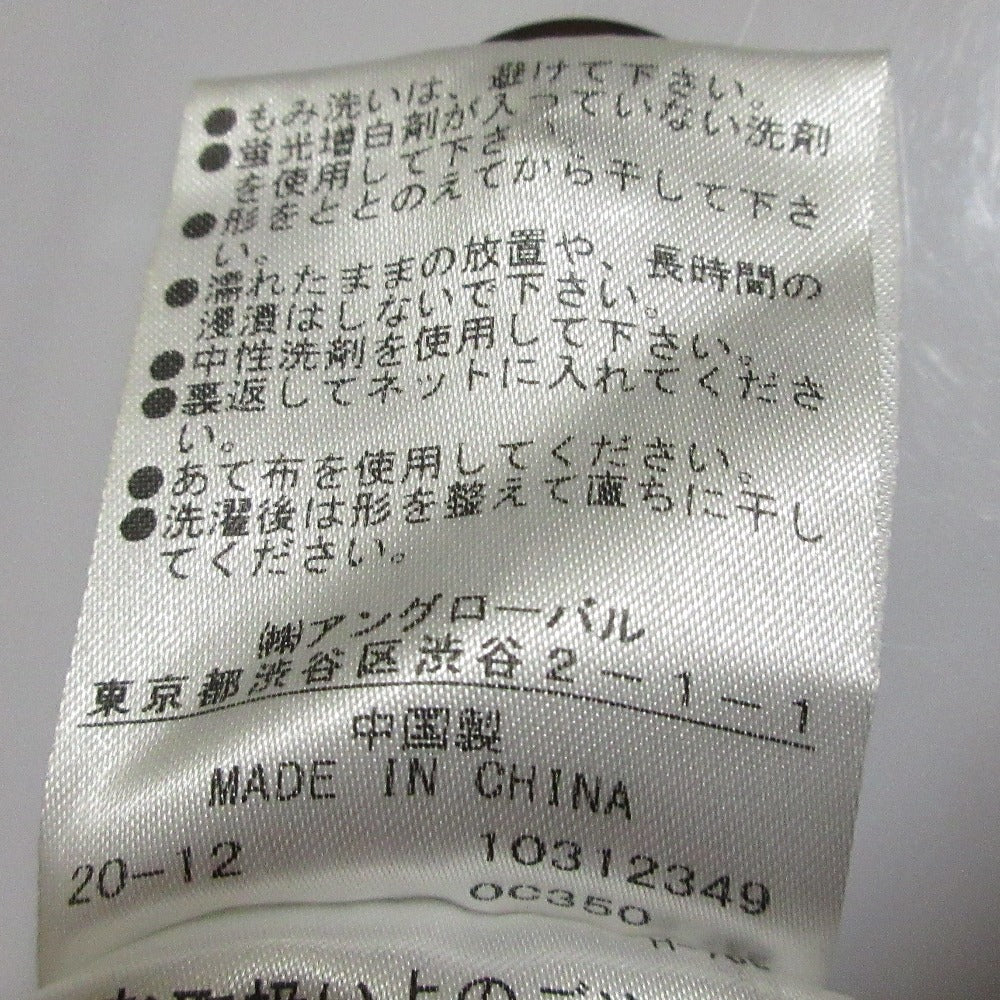 ●もみ洗いは、避けて下さい。
●蛍光増白剤が入っていない洗剤
を使用して下さい
●形をととのえてから干して下さ
い。
●濡れたままの放置や、長時間の
浸漬はしないで下さい。
●中性洗剤を使用して下さい。
●裏返してネットに入れてくださ
い。
●あて布を使用してください。
●洗濯後は形を整えて直ちに干し
てください。
㈱アングローバル
東京都渋谷区渋谷2-1-1
中国製
MADE IN CHINA
20-12 10312349
0C350